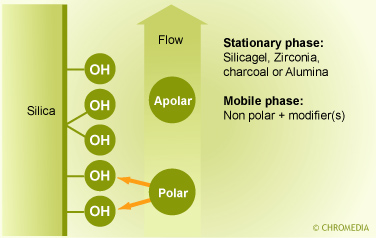 Flow
Stationary phase:
Silicagel, Zirconia,
charcoal or Alumina
OH
Apolar
Mobile phase:
Non polar + modifier(s)
OH
Silica
OH
OH
Polar
OH
© CHROMEDIA